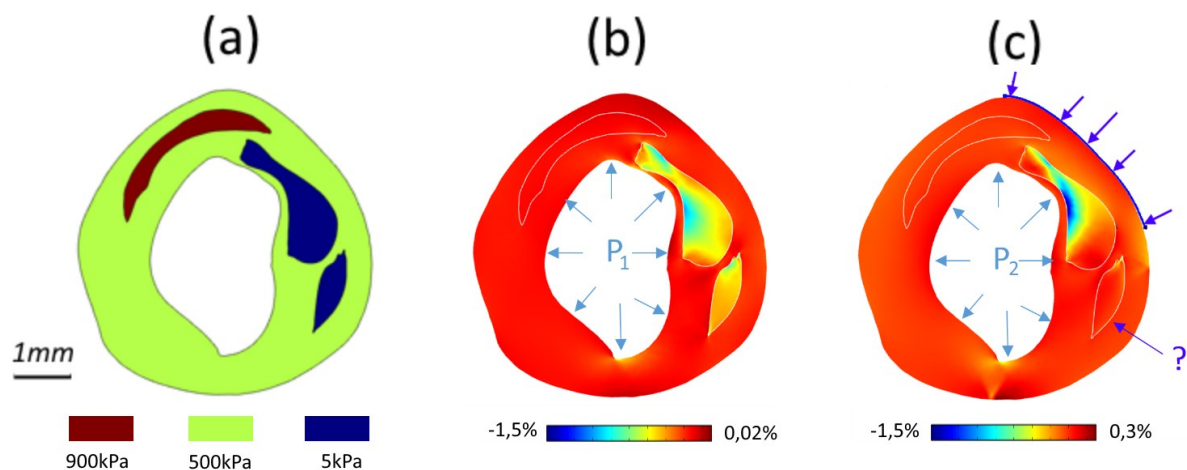 (a)
(b)
(c)
P1
P2
?
1mm
-1,5%
0,02%
-1,5%
0,3%
900kPa
500kPa
5kPa